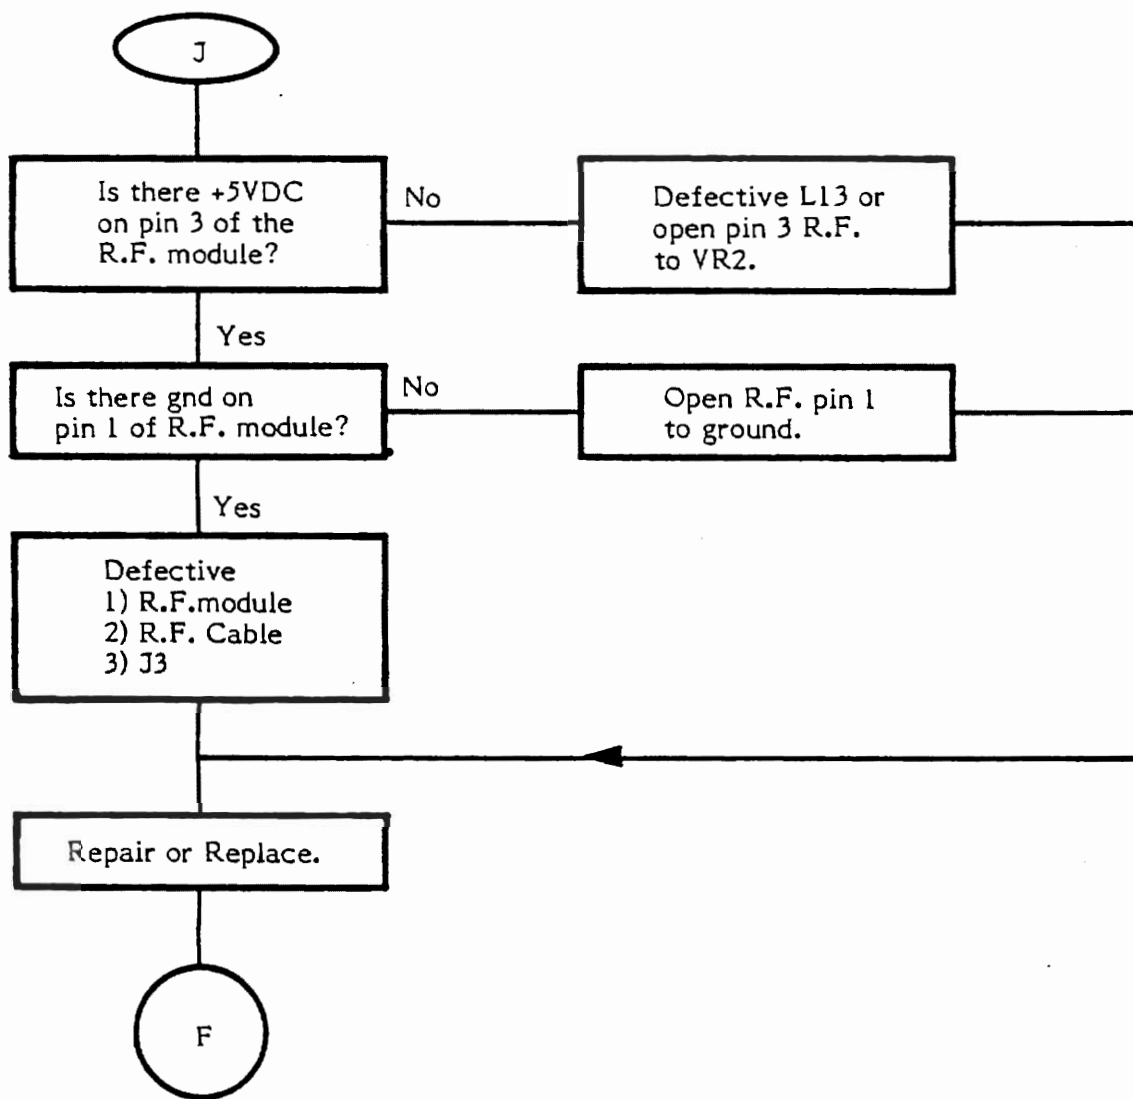 J
Is there +5VDC
on pin 3 of the
R.F. module?
No
Defective L13 or
open pin 3 R.F.
to VR2.
Yes
Is there gnd on
pin 1 of R.F. module?
No
Open R.F. pin 1
to ground.
Yes
Defective
1) R.F.module
2) R.F. Cable
3) J3
Repair or Replace.
F